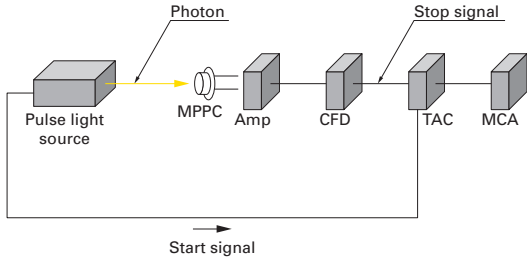 Photon
Stop signal
MPPC
Amp
CFD
TAC
MCA
Pulse light
source
Start signal